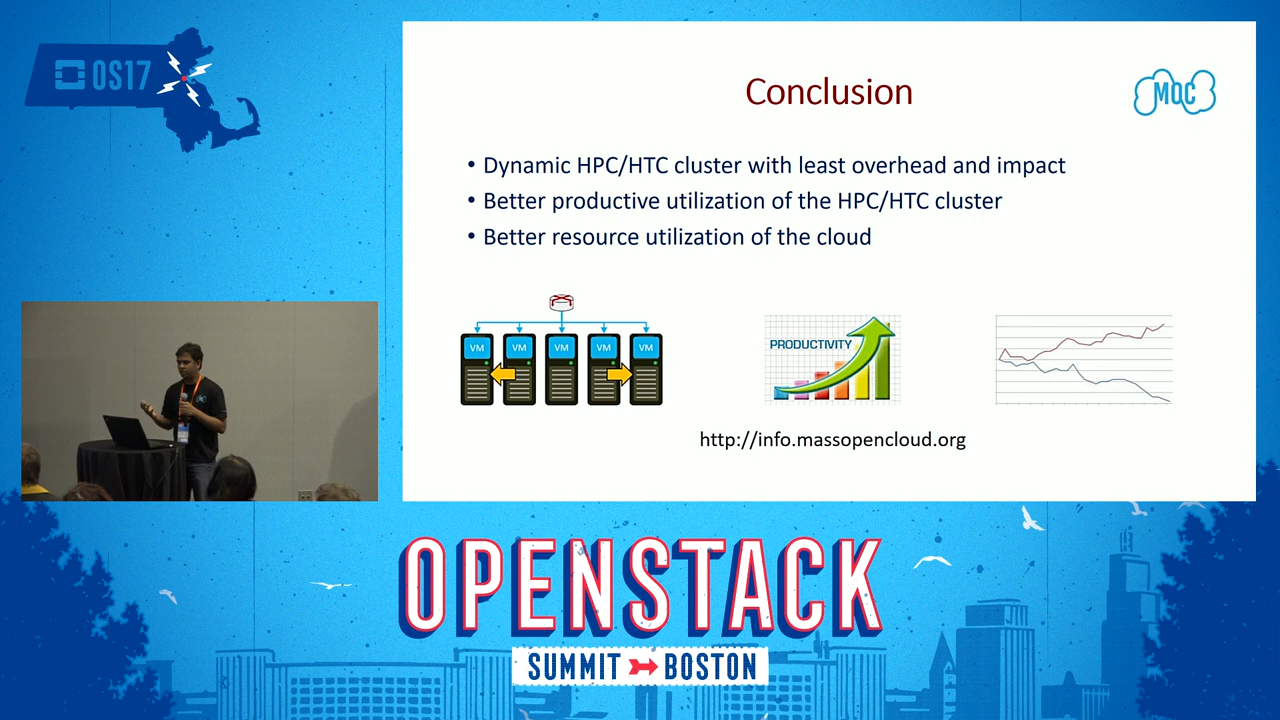 OS17
Conclusion
MOC
• Dynamic HPC/HTC cluster with least overhead and impact
• Better productive utilization of the HPC/HTC cluster
• Better resource utilization of the cloud
VM VM VM VM VM
PRODUCTIVITY
http://info.massopencloud.org
OPENSTACK
SUMMIT BOSTON